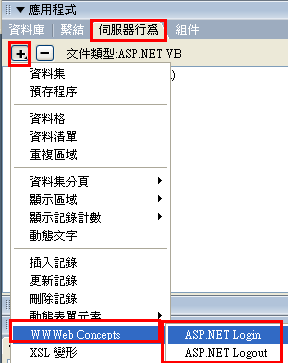 應用程式
資料庫 繫結 伺服器行為 組件
文件類型:ASP.NET VB
)
資料集
預存程序
資料格
資料清單
重複區域
資料集分頁
顯示區域
顯示記錄計數
動態文字
插入記錄
更新記錄
刪除記錄
動態表單元素
WWWeb Concepts
ASP.NET Login
XSL 變形
ASP.NET Logout